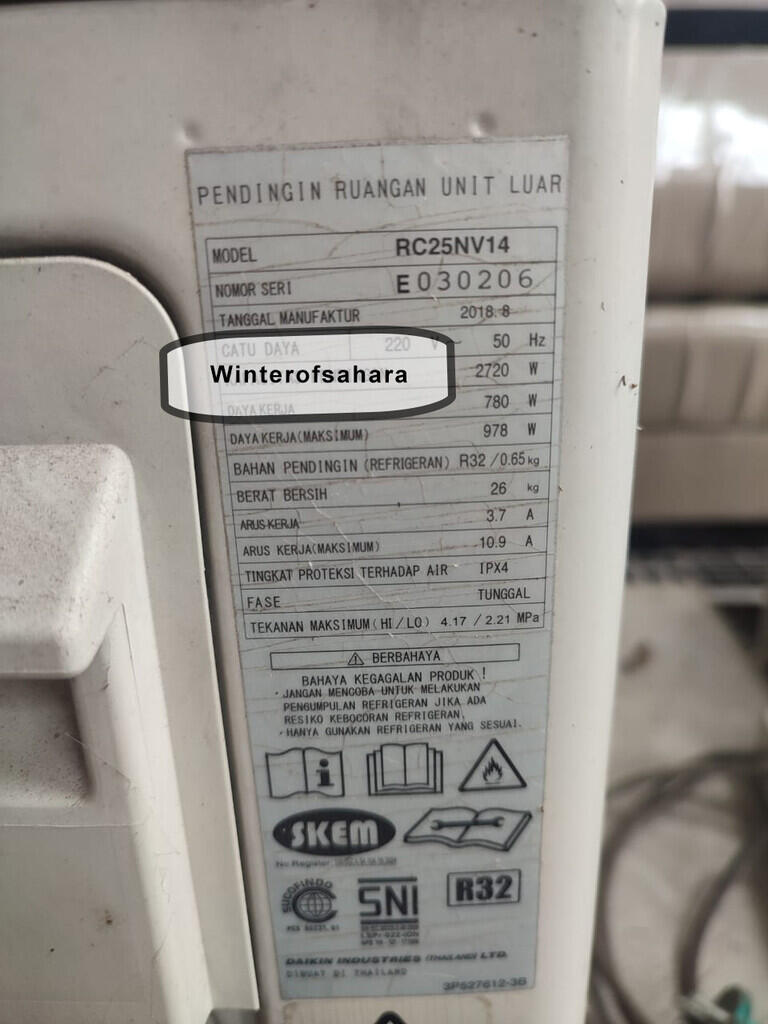 PENDINGIN RUANGAN UNIT LUAR
MODEL RC25NV14
NOMOR SERI E030206
TANGGAL MANUFAKTUR 2018.8
CATU DAYA 220 V 50 Hz
Winterofsahara 2720 W
DAYA KERJA 780 W
DAYA KERJA(MAKSIMUM) 978 W
BAHAN PENDINGIN (REFRIGERAN) R32 / 0.65 kg
BERAT BERSIH 26 kg
ARUS KERJA 3.7 A
ARUS KERJA(MAKSIMUM) 10.9 A
TINGKAT PROTEKSI TERHADAP AIR IPX4
FASE TUNGGAL
TEKANAN MAKSIMUM(HI/LO) 4.17 / 2.21 MPa
BERBAHAYA
BAHAYA KEGAGALAN PRODUK !
· JANGAN MENCOBA UNTUK MELAKUKAN
PENGUMPULAN REFRIGERAN JIKA ADA
RESIKO KEBOCORAN REFRIGERAN.
· HANYA GUNAKAN REFRIGERAN YANG SESUAI.
SKEM
No Register
SUCOFINDO
SNI
R32
DAIKIN INDUSTRIES (THAILAND) LTD.
DIBUAT DI THAILAND
3P527612-3B